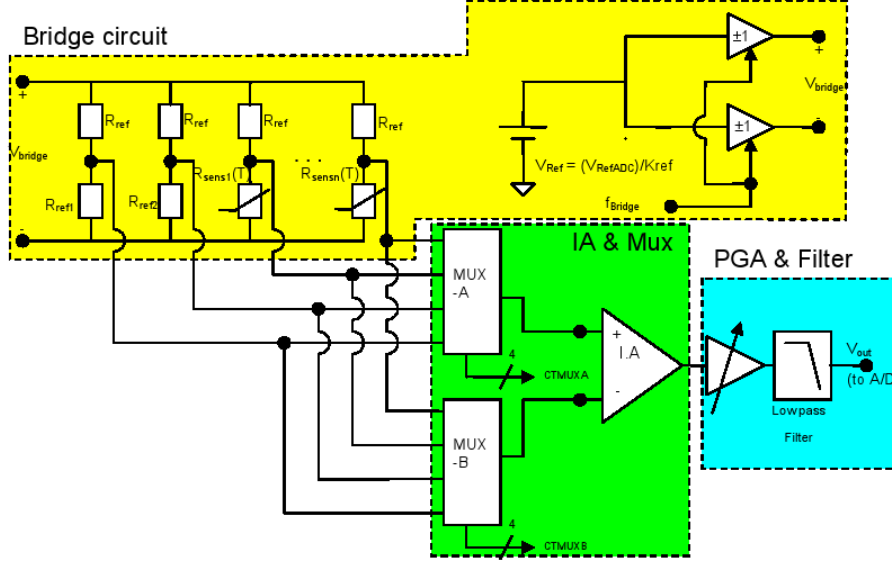 Bridge circuit
±1
+
+
Rref
Rref
Rref
Rref
Vbridge
Vbridge
±1
-
. . .
Rsens1(T)
Rsensn(T)
VRef = (VRefADC)/Kref
Rref1
Rref2
fBridge
-
IA & Mux
PGA & Filter
MUX
-A
+
I.A
-
Vout
(to A/D
4
CTMUXA
Lowpass
Filter
MUX
-B
4
CTMUXB